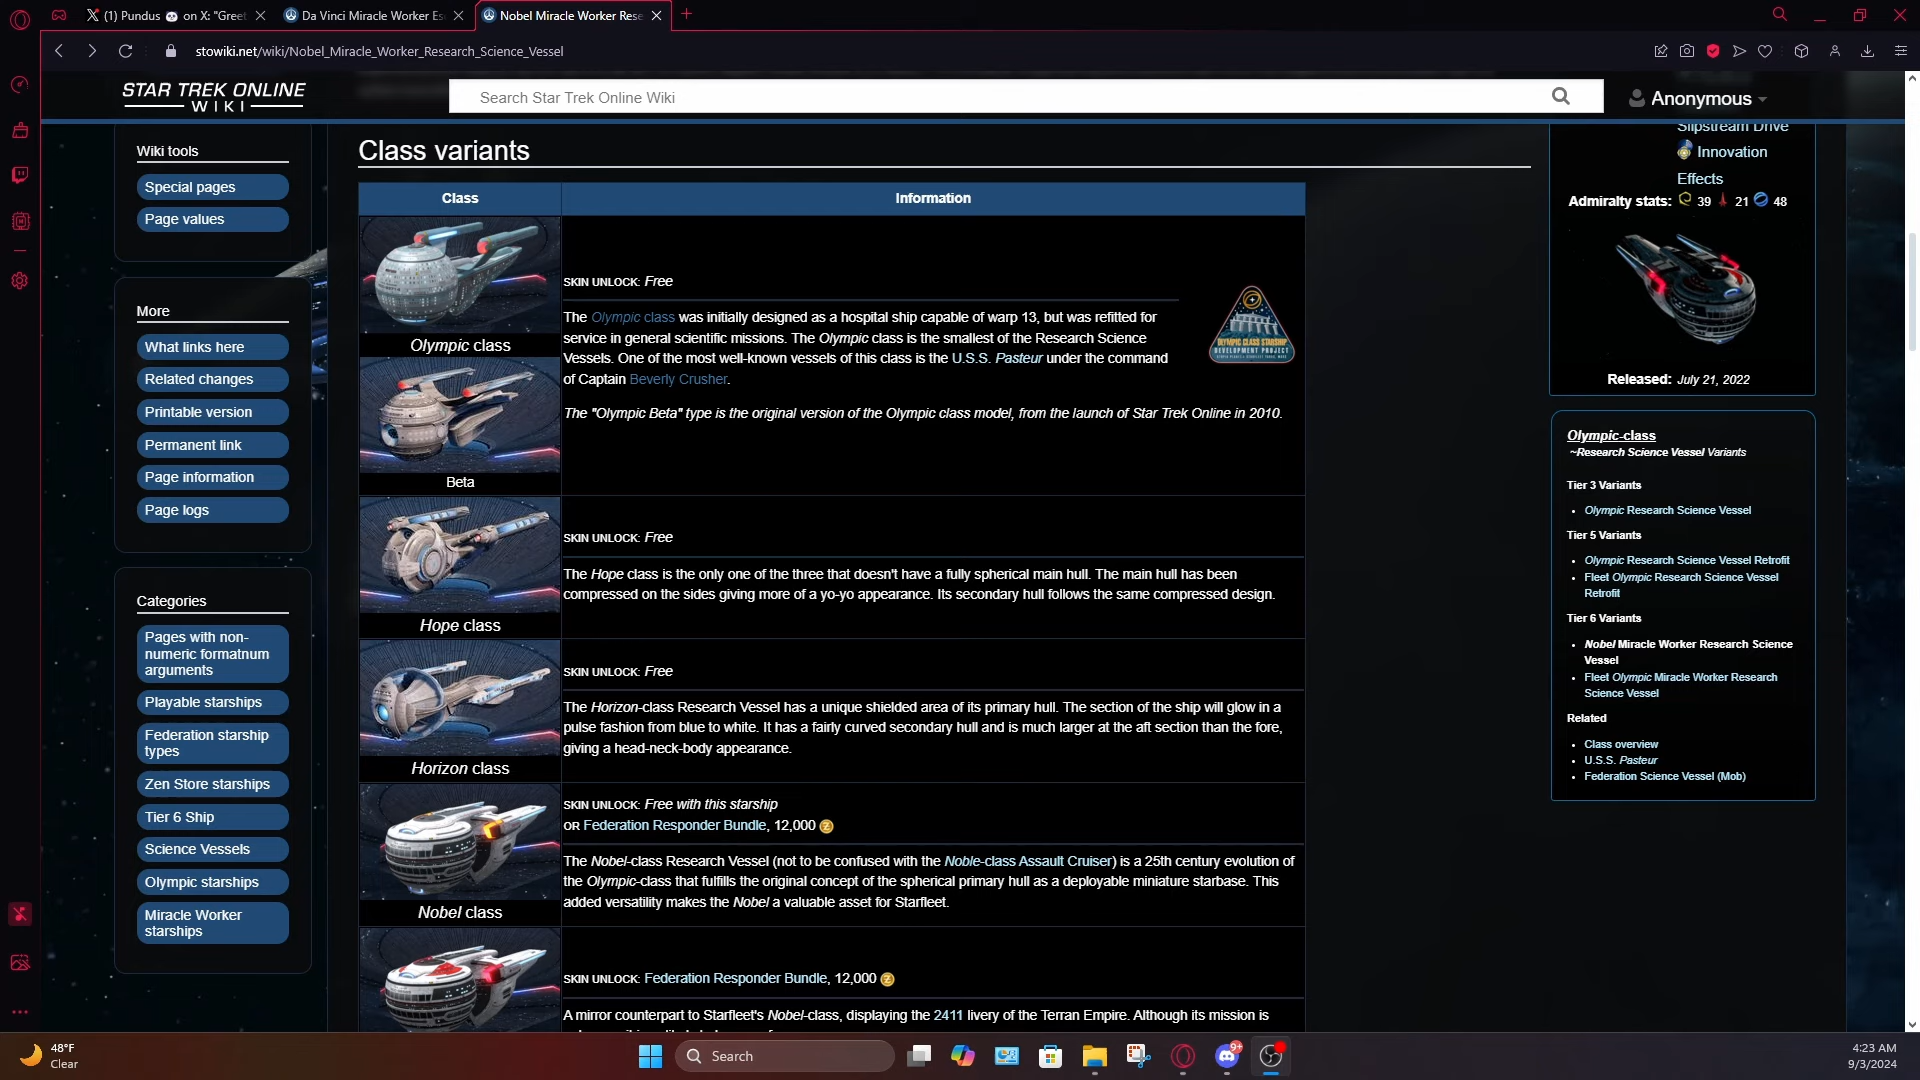 (1) Pundus 🐼 on X: "Greet
Da Vinci Miracle Worker Es
Nobel Miracle Worker Rese
stowiki.net/wiki/Nobel_Miracle_Worker_Research_Science_Vessel
STAR TREK ONLINE
WIKI
Search Star Trek Online Wiki
Anonymous
Wiki tools
Special pages
Page values
More
What links here
Related changes
Printable version
Permanent link
Page information
Page logs
Categories
Pages with non-
numeric formatnum
arguments
Playable starships
Federation starship
types
Zen Store starships
Tier 6 Ship
Science Vessels
Olympic starships
Miracle Worker
starships
Class variants
Class
Information
Olympic class
Beta
SKIN UNLOCK: Free
The Olympic class was initially designed as a hospital ship capable of warp 13, but was refitted for
service in general scientific missions. The Olympic class is the smallest of the Research Science
Vessels. One of the most well-known vessels of this class is the U.S.S. Pasteur under the command
of Captain Beverly Crusher.
The "Olympic Beta" type is the original version of the Olympic class model, from the launch of Star Trek Online in 2010.
OLYMPIC CLASS STARSHIP
DEVELOPMENT PROJECT
Hope class
SKIN UNLOCK: Free
The Hope class is the only one of the three that doesn't have a fully spherical main hull. The main hull has been
compressed on the sides giving more of a yo-yo appearance. Its secondary hull follows the same compressed design.
Horizon class
SKIN UNLOCK: Free
The Horizon-class Research Vessel has a unique shielded area of its primary hull. The section of the ship will glow in a
pulse fashion from blue to white. It has a fairly curved secondary hull and is much larger at the aft section than the fore,
giving a head-neck-body appearance.
Nobel class
SKIN UNLOCK: Free with this starship
OR Federation Responder Bundle, 12,000
The Nobel-class Research Vessel (not to be confused with the Noble-class Assault Cruiser) is a 25th century evolution of
the Olympic-class that fulfills the original concept of the spherical primary hull as a deployable miniature starbase. This
added versatility makes the Nobel a valuable asset for Starfleet.
SKIN UNLOCK: Federation Responder Bundle, 12,000
A mirror counterpart to Starfleet's Nobel-class, displaying the 2411 livery of the Terran Empire. Although its mission is
Slipstream Drive
Innovation
Effects
Admiralty stats: 39 21 48
Released: July 21, 2022
Olympic-class
~Research Science Vessel Variants
Tier 3 Variants
Olympic Research Science Vessel
Tier 5 Variants
Olympic Research Science Vessel Retrofit
Fleet Olympic Research Science Vessel
Retrofit
Tier 6 Variants
Nobel Miracle Worker Research Science
Vessel
Fleet Olympic Miracle Worker Research
Science Vessel
Related
Class overview
U.S.S. Pasteur
Federation Science Vessel (Mob)
48°F
Clear
Search
9+
4:23 AM
9/3/2024